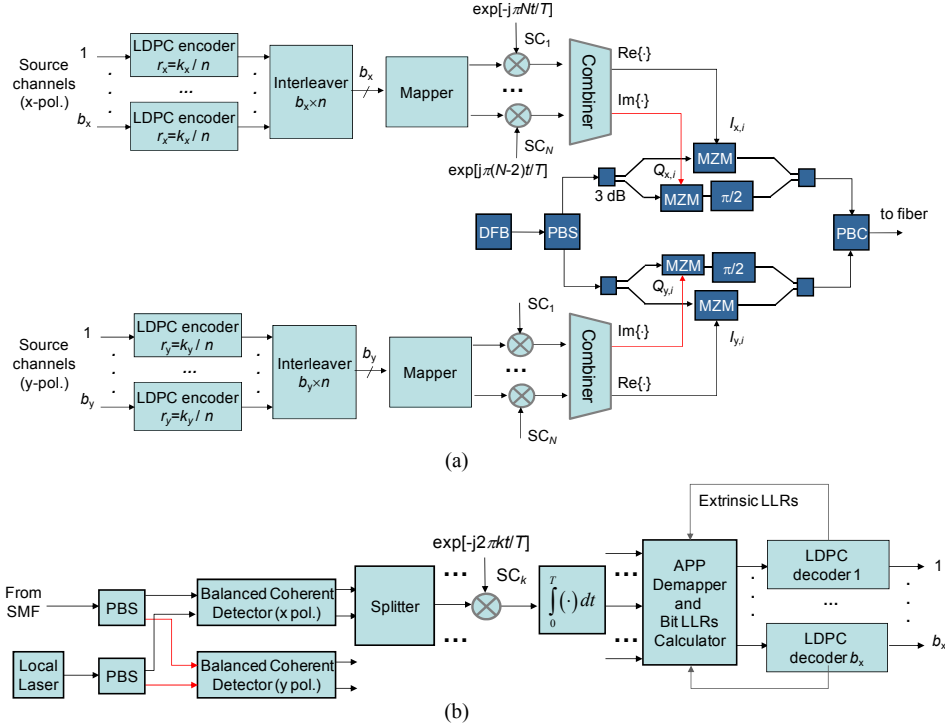 exp[-jπNt/T]
SC1
Re{·}
1
LDPC encoder
rx=kx/ n
Source
channels
(x-pol.)
...
Interleaver
bx×n
bx
Mapper
...
Combiner
Im{·}
bx
LDPC encoder
rx=kx/ n
SCN
exp[jπ(N-2)t/T]
Ix,i
MZM
Qx,i
3 dB
MZM
π/2
to fiber
DFB
PBS
PBC
MZM
π/2
Qy,i
MZM
Iy,i
SC1
1
LDPC encoder
ry=ky/ n
Source
channels
(y-pol.)
...
Interleaver
by×n
by
Mapper
...
Combiner
Im{·}
Re{·}
by
LDPC encoder
ry=ky/ n
SCN
(a)
Extrinsic LLRs
exp[-j2πkt/T]
SCk
From
SMF
PBS
Balanced Coherent
Detector (x pol.)
Splitter
...
...
∫0T(·)dt
...
...
APP
Demapper
and
Bit LLRs
Calculator
LDPC
decoder 1
1
...
LDPC
decoder bx
bx
Local
Laser
PBS
Balanced Coherent
Detector (y pol.)
(b)